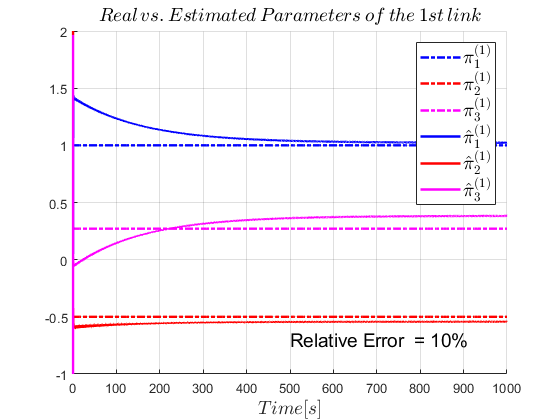 Real vs. Estimated Parameters of the 1st link
2
1.5
1
0.5
0
-0.5
-1
π₁⁽¹⁾
π₂⁽¹⁾
π₃⁽¹⁾
π̂₁⁽¹⁾
π̂₂⁽¹⁾
π̂₃⁽¹⁾
Relative Error = 10%
0 100 200 300 400 500 600 700 800 900 1000
Time[s]